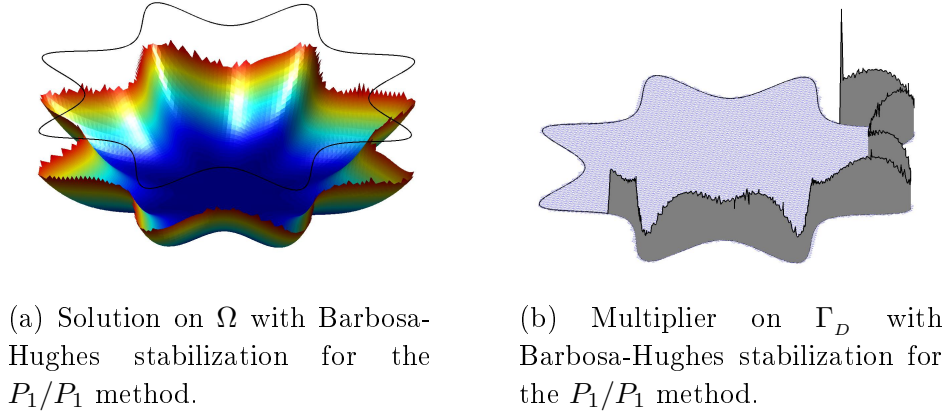 (a) Solution on Ω with Barbosa-
Hughes stabilization for the
P₁/P₁ method.
(b) Multiplier on Γ_D with
Barbosa-Hughes stabilization for
the P₁/P₁ method.